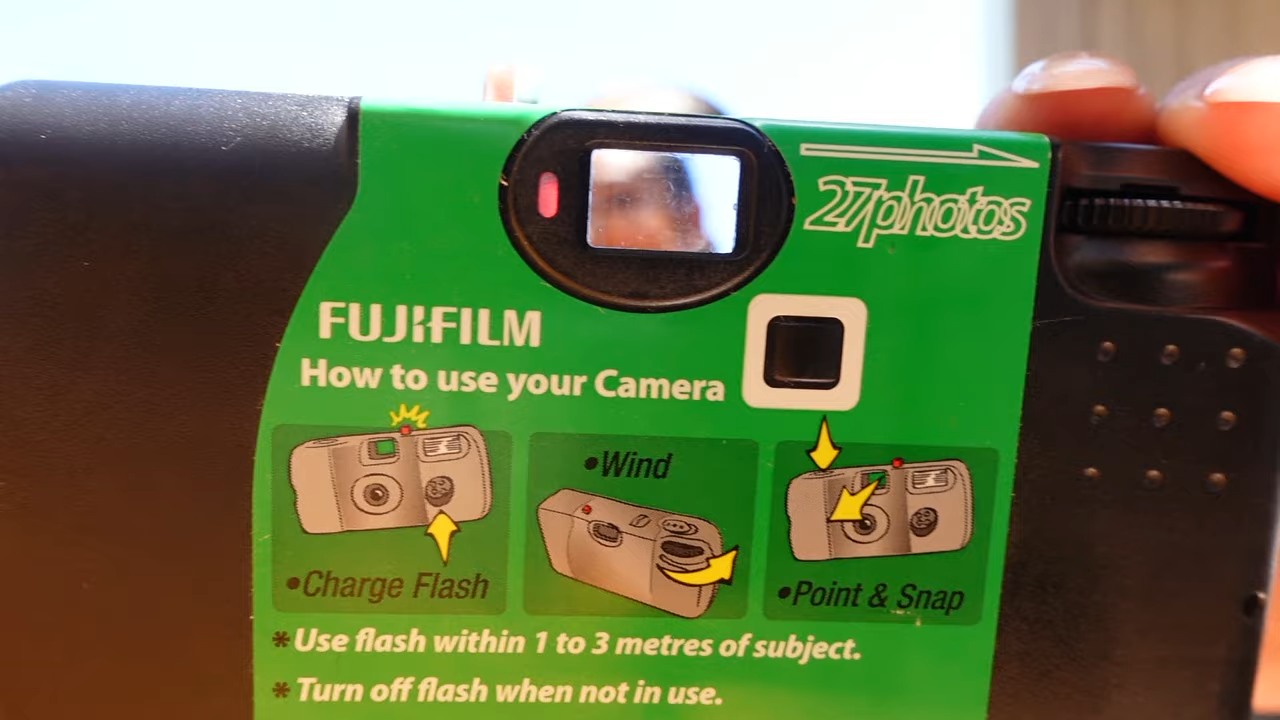 27photos
FUJIFILM
How to use your Camera
•Charge Flash
•Wind
•Point & Snap
* Use flash within 1 to 3 metres of subject.
* Turn off flash when not in use.